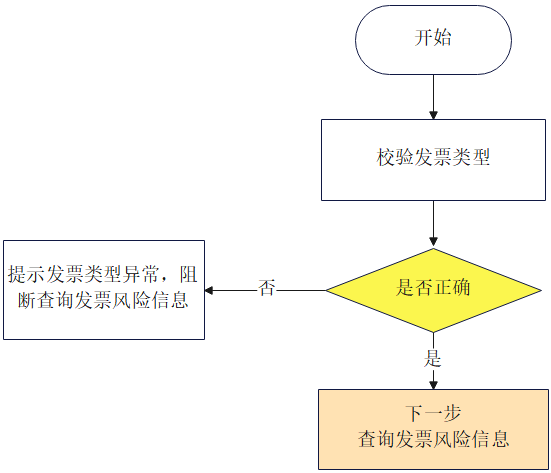 开始
校验发票类型
是否正确
否
提示发票类型异常，阻
断查询发票风险信息
是
下一步
查询发票风险信息